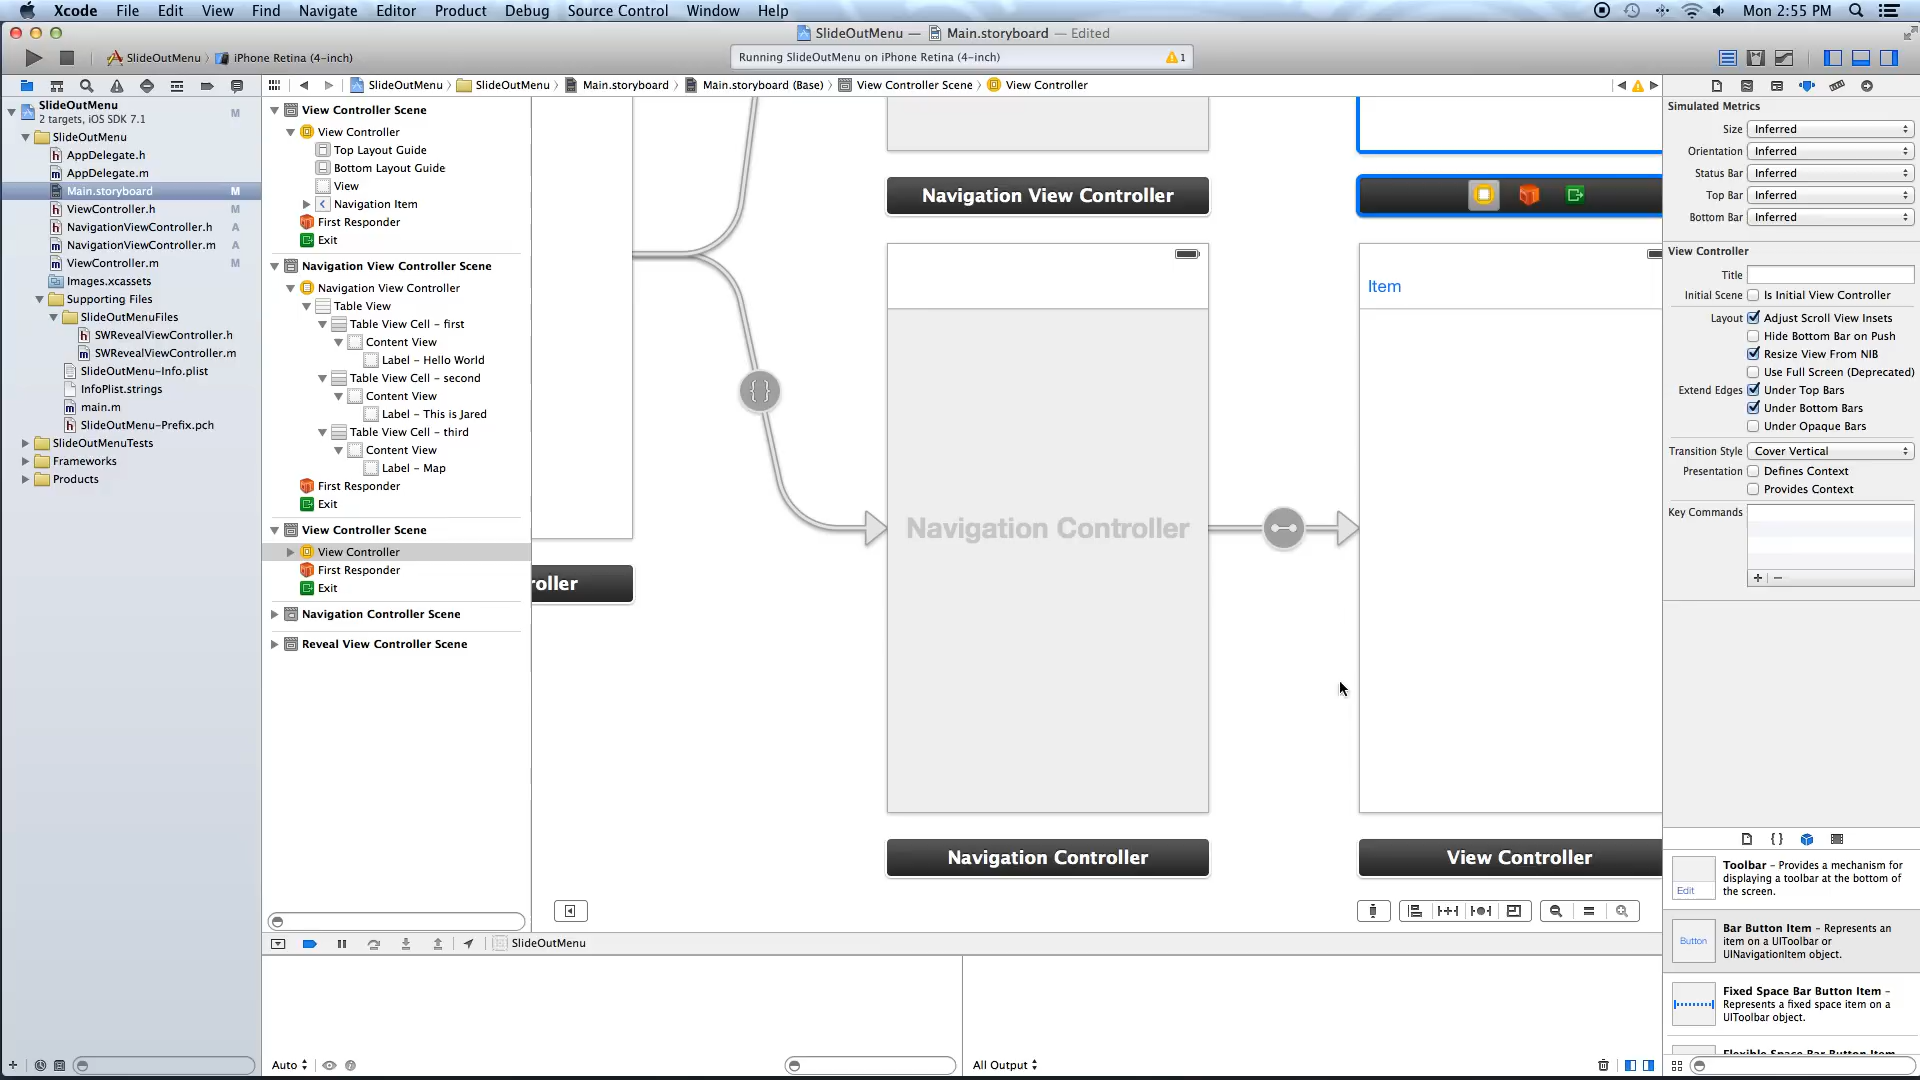 Xcode File Edit View Find Navigate Editor Product Debug Source Control Window Help Mon 2:55 PM
SlideOutMenu — Main.storyboard — Edited
SlideOutMenu iPhone Retina (4-inch)
Running SlideOutMenu on iPhone Retina (4-inch) 1
SlideOutMenu SlideOutMenu Main.storyboard Main.storyboard (Base) View Controller Scene View Controller
SlideOutMenu M
2 targets, iOS SDK 7.1
SlideOutMenu
AppDelegate.h
AppDelegate.m
Main.storyboard M
ViewController.h M
NavigationViewController.h A
NavigationViewController.m A
ViewController.m M
Images.xcassets
Supporting Files
SlideOutMenuFiles
SWRevealViewController.h
SWRevealViewController.m
SlideOutMenu-Info.plist
InfoPlist.strings
main.m
SlideOutMenu-Prefix.pch
SlideOutMenuTests
Frameworks
Products
View Controller Scene
View Controller
Top Layout Guide
Bottom Layout Guide
View
Navigation Item
First Responder
Exit
Navigation View Controller Scene
Navigation View Controller
Table View
Table View Cell – first
Content View
Label – Hello World
Table View Cell – second
Content View
Label – This is Jared
Table View Cell – third
Content View
Label – Map
First Responder
Exit
View Controller Scene
View Controller
First Responder
Exit
Navigation Controller Scene
Reveal View Controller Scene
oller
Navigation View Controller
Item
{}
Navigation Controller
Navigation Controller
View Controller
SlideOutMenu
Auto
All Output
Simulated Metrics
Size Inferred
Orientation Inferred
Status Bar Inferred
Top Bar Inferred
Bottom Bar Inferred
View Controller
Title
Initial Scene Is Initial View Controller
Layout Adjust Scroll View Insets
Hide Bottom Bar on Push
Resize View From NIB
Use Full Screen (Deprecated)
Extend Edges Under Top Bars
Under Bottom Bars
Under Opaque Bars
Transition Style Cover Vertical
Presentation Defines Context
Provides Context
Key Commands
{}
Edit
Toolbar – Provides a mechanism for
displaying a toolbar at the bottom of
the screen.
Button
Bar Button Item – Represents an
item on a UIToolbar or
UINavigationItem object.
Fixed Space Bar Button Item –
Represents a fixed space item on a
UIToolbar object.
Flexible Space Bar Button Item